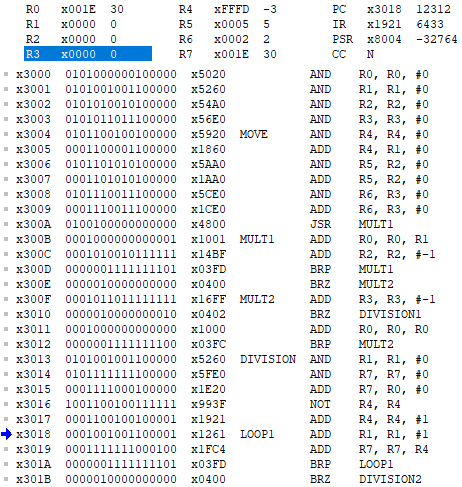 R0 x001E 30 R4 xFFFD -3 PC x3018 12312
R1 x0000 0 R5 x0005 5 IR x1921 6433
R2 x0000 0 R6 x0002 2 PSR x8004 -32764
R3 x0000 0 R7 x001E 30 CC N
x3000 0101000000100000 x5020 AND R0, R0, #0
x3001 0101001001100000 x5260 AND R1, R1, #0
x3002 0101010010100000 x54A0 AND R2, R2, #0
x3003 0101011011100000 x56E0 AND R3, R3, #0
x3004 0101100100100000 x5920 MOVE AND R4, R4, #0
x3005 0001100001100000 x1860 ADD R4, R1, #0
x3006 0101101010100000 x5AA0 AND R5, R2, #0
x3007 0001101010100000 x1AA0 ADD R5, R2, #0
x3008 0101110011100000 x5CE0 AND R6, R3, #0
x3009 0001110011100000 x1CE0 ADD R6, R3, #0
x300A 0100100000000000 x4800 JSR MULT1
x300B 0001000000000001 x1001 MULT1 ADD R0, R0, R1
x300C 0001010010111111 x14BF ADD R2, R2, #-1
x300D 0000001111111101 x03FD BRP MULT1
x300E 0000010000000000 x0400 BRZ MULT2
x300F 0001011011111111 x16FF MULT2 ADD R3, R3, #-1
x3010 0000010000000010 x0402 BRZ DIVISION1
x3011 0001000000000000 x1000 ADD R0, R0, R0
x3012 0000001111111100 x03FC BRP MULT2
x3013 0101001001100000 x5260 DIVISION AND R1, R1, #0
x3014 0101111111100000 x5FE0 AND R7, R7, #0
x3015 0001111000100000 x1E20 ADD R7, R0, #0
x3016 1001100100111111 x993F NOT R4, R4
x3017 0001100100100001 x1921 ADD R4, R4, #1
x3018 0001001001100001 x1261 LOOP1 ADD R1, R1, #1
x3019 0001111111000100 x1FC4 ADD R7, R7, R4
x301A 0000001111111101 x03FD BRP LOOP1
x301B 0000010000000000 x0400 BRZ DIVISION2